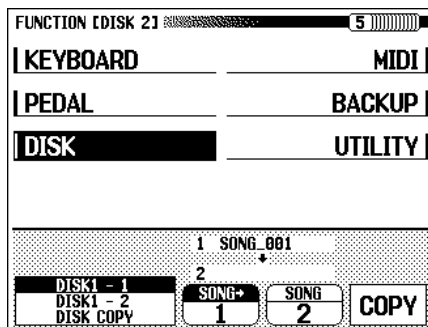 FUNCTION [DISK 2] 5
KEYBOARD MIDI
PEDAL BACKUP
DISK UTILITY
1 SONG_001
2
DISK1 - 1
DISK1 - 2
DISK COPY
SONG→
1
SONG
2
COPY